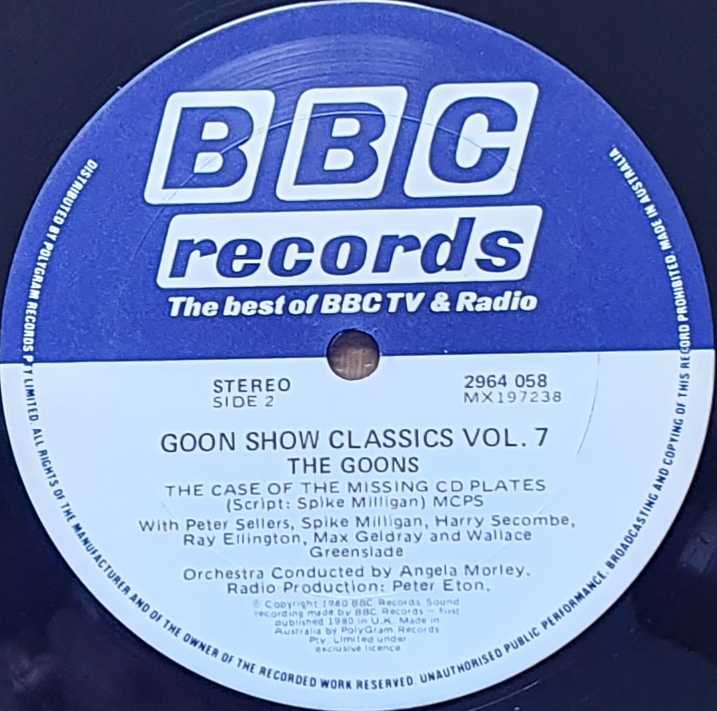 BBC
records
The best of BBC TV & Radio
STEREO
SIDE 2
2964 058
MX197238
GOON SHOW CLASSICS VOL. 7
THE GOONS
THE CASE OF THE MISSING CD PLATES
(Script: Spike Milligan) MCPS
With Peter Sellers, Spike Milligan, Harry Secombe,
Ray Ellington, Max Geldray and Wallace
Greenslade
Orchestra Conducted by Angela Morley.
Radio Production: Peter Eton.
℗ Copyright 1980 BBC Records Sound
recording made by BBC Records – first
published 1980 in U.K. Made in
Australia by PolyGram Records
Pty. Limited under
exclusive licence.
DISTRIBUTED BY POLYGRAM RECORDS PTY LIMITED. ALL RIGHTS OF THE MANUFACTURER AND OF THE OWNER OF THE RECORDED WORK RESERVED. UNAUTHORISED PUBLIC PERFORMANCE, BROADCASTING AND COPYING OF THIS RECORD PROHIBITED. MADE IN AUSTRALIA.